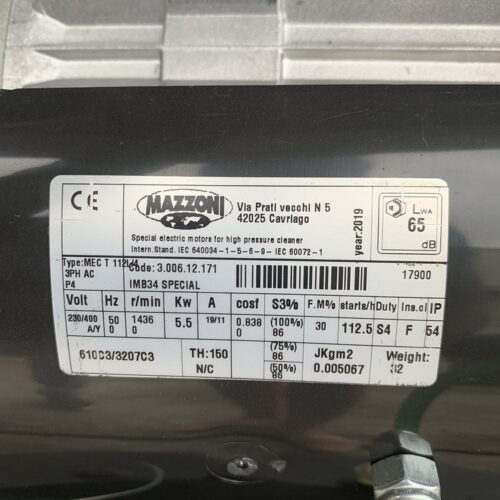 CE
MAZZONI
Via Prati vecchi N 5
42025 Cavriago
year:2019
LWA
65
dB
Special electric motors for high pressure cleaner
Intern.Stand. IEC 640034-1-5-6-9-IEC 60072-1
Type:MEC T 112L/4 Code: 3.006.12.171
3PH AC
P4 IMB34 SPECIAL
17900
Volt Hz r/min Kw A cosf S3% F.M% starts/h Duty Ins.cl IP
230/400 A/Y 50 0 1436 0 5.5 19/11 0.838 0 (100%) 86 30 112.5 S4 F 54
610C3/3207C3 TH:150 (75%) 86 JKgm2 Weight:
N/C (50%) 86 0.005067 32